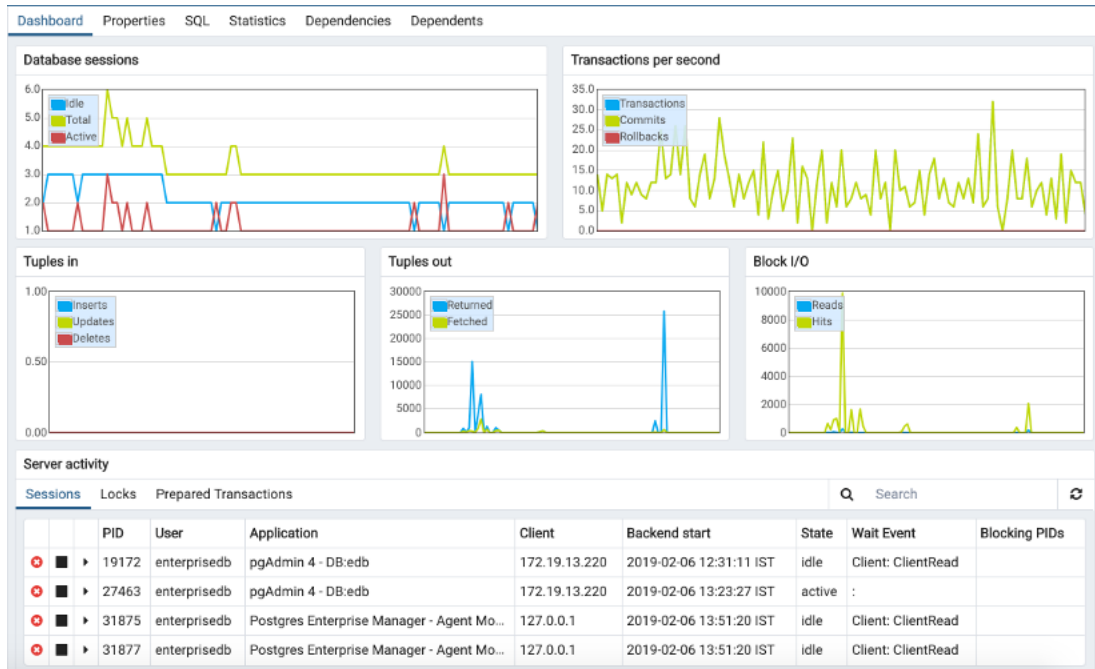 Dashboard Properties SQL Statistics Dependencies Dependents
Database sessions
6.0
5.0
4.0
3.0
2.0
1.0
Idle
Total
Active
Transactions per second
35.0
30.0
25.0
20.0
15.0
10.0
5.0
0.0
Transactions
Commits
Rollbacks
Tuples in
1.00
0.50
0.00
Inserts
Updates
Deletes
Tuples out
30000
25000
20000
15000
10000
5000
0
Returned
Fetched
Block I/O
10000
8000
6000
4000
2000
0
Reads
Hits
Server activity
Sessions Locks Prepared Transactions Search
PID User Application Client Backend start State Wait Event Blocking PIDs
19172 enterprisedb pgAdmin 4 - DB:edb 172.19.13.220 2019-02-06 12:31:11 IST idle Client: ClientRead
27463 enterprisedb pgAdmin 4 - DB:edb 172.19.13.220 2019-02-06 13:23:27 IST active :
31875 enterprisedb Postgres Enterprise Manager - Agent Mo... 127.0.0.1 2019-02-06 13:51:20 IST idle Client: ClientRead
31877 enterprisedb Postgres Enterprise Manager - Agent Mo... 127.0.0.1 2019-02-06 13:51:20 IST idle Client: ClientRead